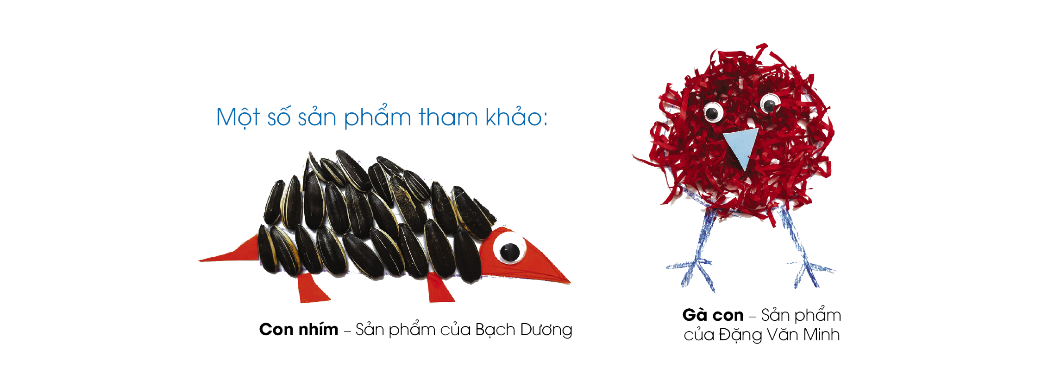 Một số sản phẩm tham khảo:
Con nhím – Sản phẩm của Bạch Dương
Gà con – Sản phẩm
của Đặng Văn Minh